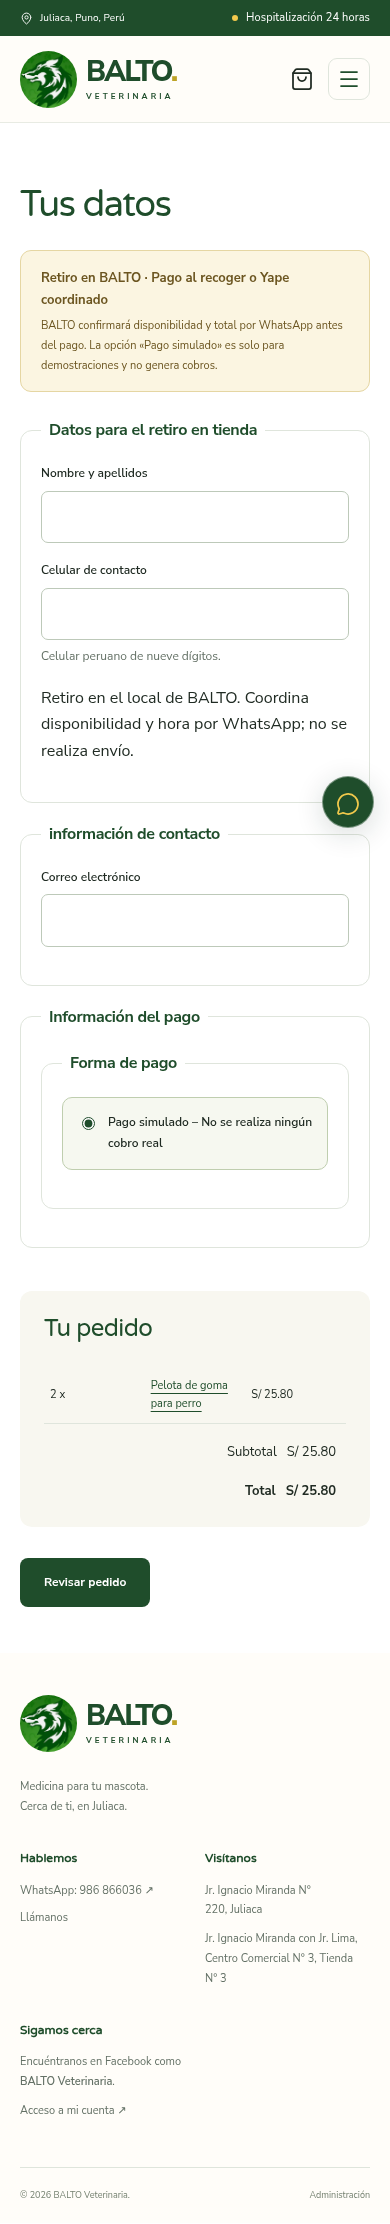 Juliaca, Puno, Perú
Hospitalización 24 horas
BALTO.
VETERINARIA
Tus datos
Retiro en BALTO · Pago al recoger o Yape
coordinado
BALTO confirmará disponibilidad y total por WhatsApp antes
del pago. La opción «Pago simulado» es solo para
demostraciones y no genera cobros.
Datos para el retiro en tienda
Nombre y apellidos
Celular de contacto
Celular peruano de nueve dígitos.
Retiro en el local de BALTO. Coordina
disponibilidad y hora por WhatsApp; no se
realiza envío.
información de contacto
Correo electrónico
Información del pago
Forma de pago
Pago simulado – No se realiza ningún
cobro real
Tu pedido
2 x Pelota de goma S/ 25.80
para perro
Subtotal S/ 25.80
Total S/ 25.80
Revisar pedido
BALTO.
VETERINARIA
Medicina para tu mascota.
Cerca de ti, en Juliaca.
Hablemos
WhatsApp: 986 866036 ↗
Llámanos
Visítanos
Jr. Ignacio Miranda N°
220, Juliaca
Jr. Ignacio Miranda con Jr. Lima,
Centro Comercial N° 3, Tienda
N° 3
Sigamos cerca
Encuéntranos en Facebook como
BALTO Veterinaria.
Acceso a mi cuenta ↗
© 2026 BALTO Veterinaria.
Administración